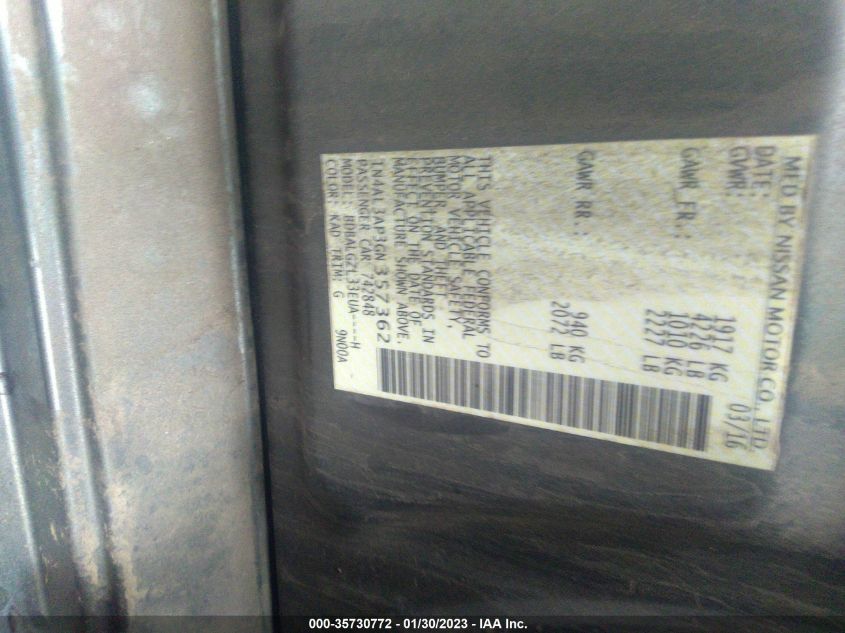 MFD BY NISSAN MOTOR CO., LTD
DATE: 03/16
GVWR: 1917 KG
4226 LB
GAWR FR.: 1010 KG
2227 LB
GAWR RR.: 940 KG
2072 LB
THIS VEHICLE CONFORMS TO
ALL APPLICABLE FEDERAL
MOTOR VEHICLE SAFETY,
BUMPER, AND THEFT
PREVENTION STANDARDS IN
EFFECT ON THE DATE OF
MANUFACTURE SHOWN ABOVE.
1N4AL3AP3GN357362
PASSENGER CAR 742848
MODEL: BDBALGZL33EUA----H
COLOR: KAD TRIM G 9N00A -
000-35730772 - 01/30/2023 - IAA Inc.